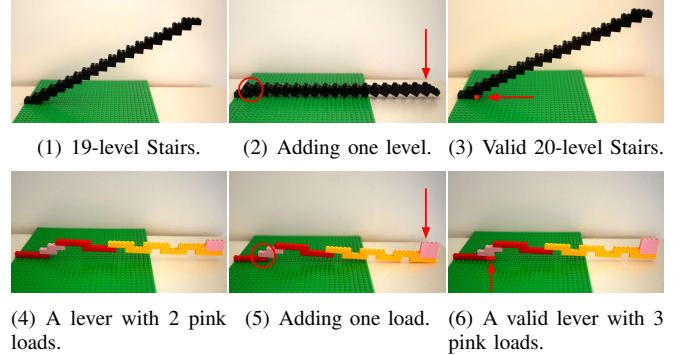 (1) 19-level Stairs.
(2) Adding one level.
(3) Valid 20-level Stairs.
(4) A lever with 2 pink
loads.
(5) Adding one load.
(6) A valid lever with 3
pink loads.